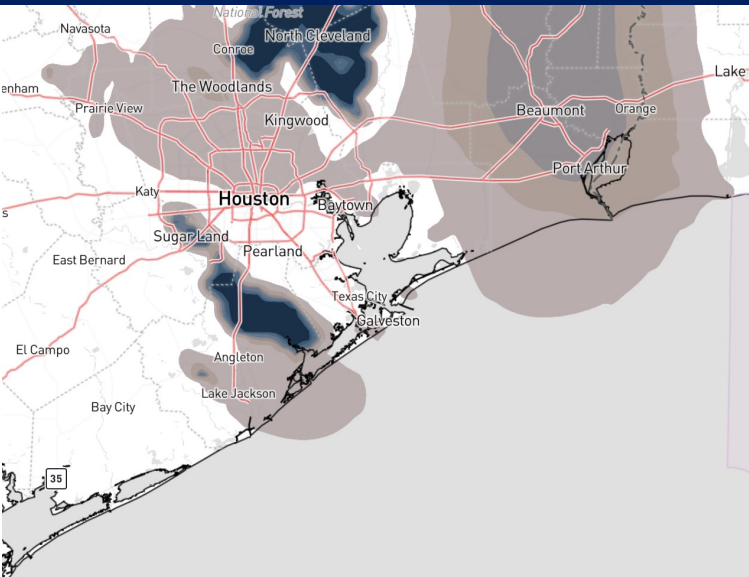 National Forest
Navasota
North Cleveland
Conroe
Lake
The Woodlands
enham
Prairie View
Beaumont
Orange
Kingwood
Port Arthur
Katy
Houston
Baytown
s
Sugar Land
Pearland
East Bernard
Texas City
Galveston
El Campo
Angleton
Lake Jackson
Bay City
35